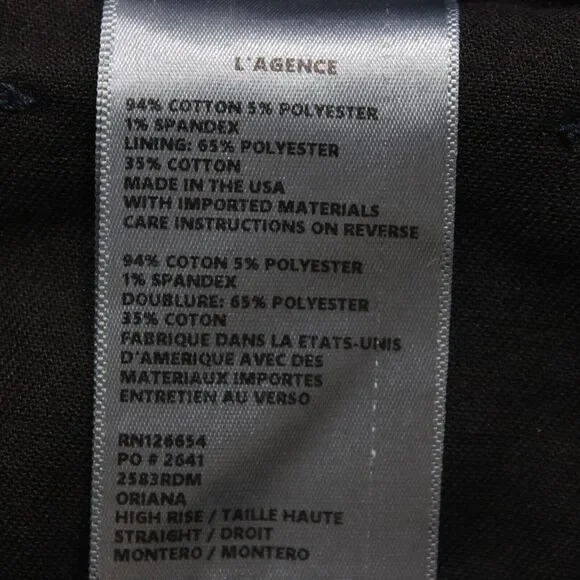 L'AGENCE
94% COTTON 5% POLYESTER
1% SPANDEX
LINING: 65% POLYESTER
35% COTTON
MADE IN THE USA
WITH IMPORTED MATERIALS
CARE INSTRUCTIONS ON REVERSE
94% COTON 5% POLYESTER
1% SPANDEX
DOUBLURE: 65% POLYESTER
35% COTON
FABRIQUE DANS LA ETATS-UNIS
D'AMERIQUE AVEC DES
MATERIAUX IMPORTES
ENTRETIEN AU VERSO
RN126654
PO # 2641
2583RDM
ORIANA
HIGH RISE / TAILLE HAUTE
STRAIGHT / DROIT
MONTERO / MONTERO